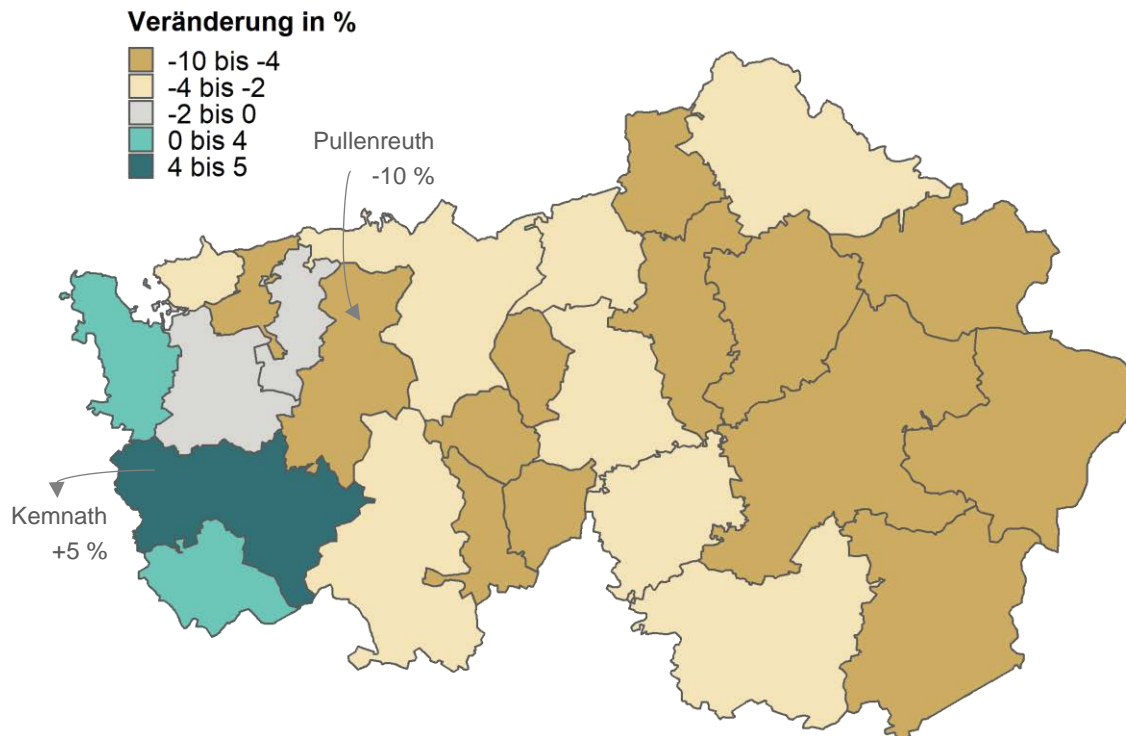 Veränderung in %
-10 bis -4
-4 bis -2
-2 bis 0
0 bis 4
4 bis 5
Pullenreuth
-10 %
Kemnath
+5 %